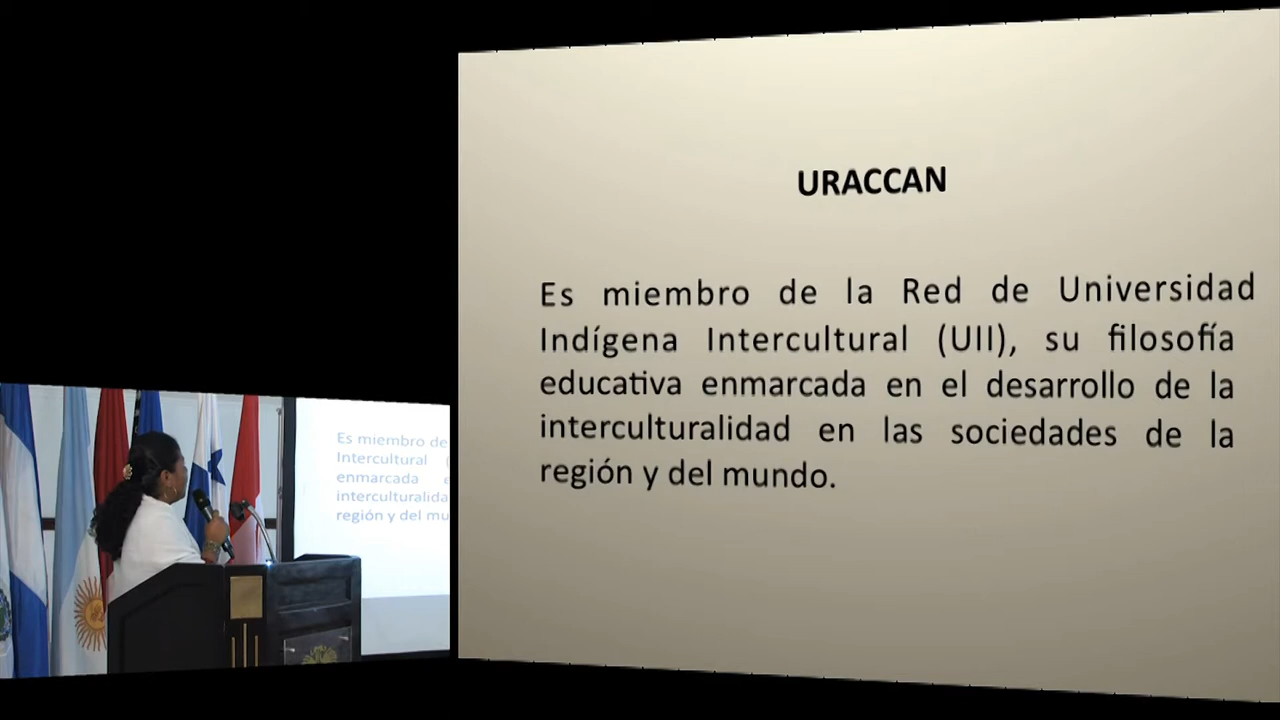 URACCAN
Es miembro de la Red de Universidad
Indígena Intercultural (UII), su filosofía
educativa enmarcada en el desarrollo de la
interculturalidad en las sociedades de la
región y del mundo.
Es miembro de
Intercultural
enmarcada
interculturalida
región y del mu